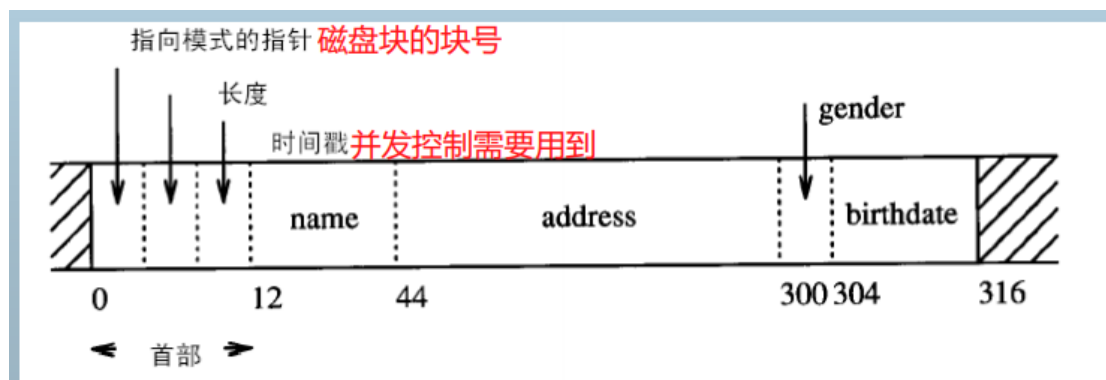 指向模式的指针 磁盘块的块号
长度
gender
时间戳 并发控制需要用到
name address birthdate
0 12 44 300 304 316
首部